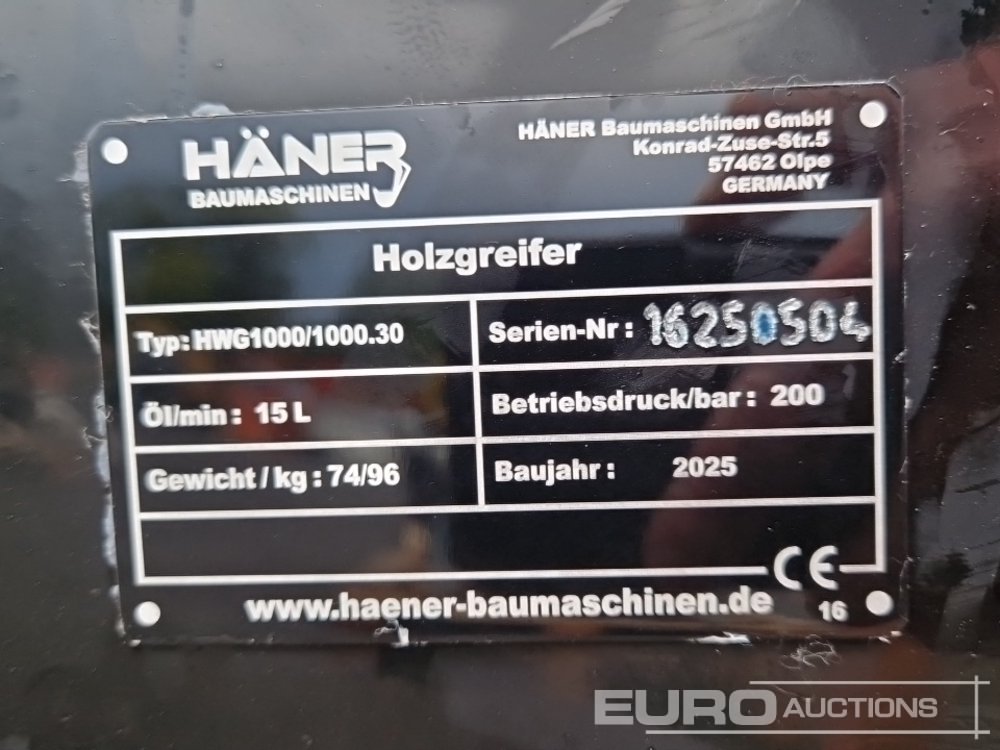 HÄNER
BAUMASCHINEN
HÄNER Baumaschinen GmbH
Konrad-Zuse-Str.5
57462 Olpe
GERMANY
Holzgreifer
Typ: HWG1000/1000.30
Serien-Nr: 16250504
Öl/min: 15 L
Betriebsdruck/bar: 200
Gewicht / kg: 74/96
Baujahr: 2025
CE
www.haener-baumaschinen.de
16
EURO AUCTIONS